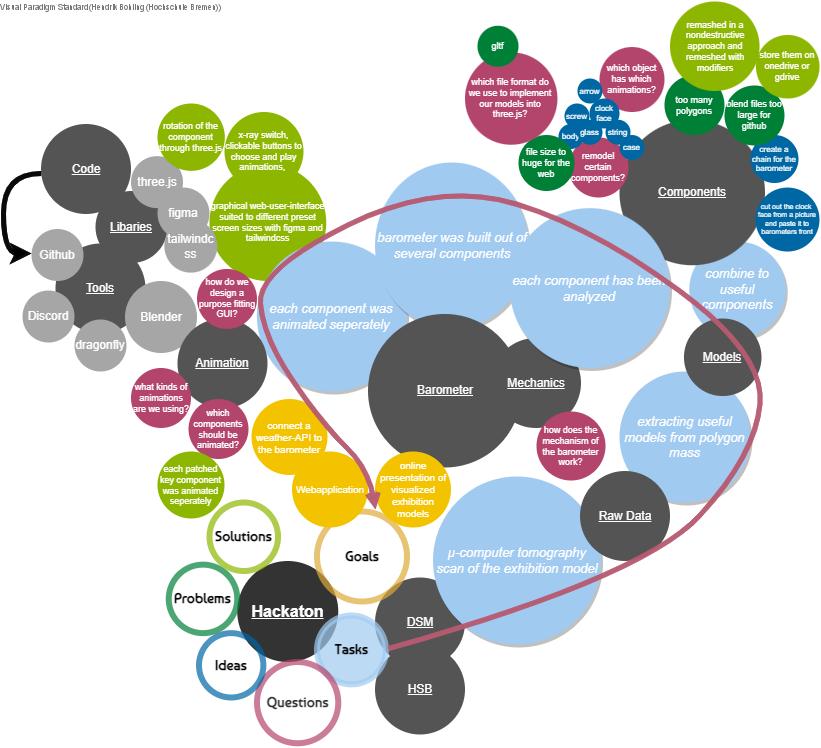 Visual Paradigm Standard(Hendrik Bohling (Hochschule Bremen))
gltf
which file format do
we use to implement
our models into
three.js?
which object
has which
animations?
remashed in a
nondestructive
approach and
remeshed with
modifiers
store them on
onedrive or
gdrive
arrow
clock
face
screw
body
glass
string
case
too many
polygons
blend files too
large for
github
file size to
huge for the
web
remodel
certain
components?
Components
create a
chain for the
barometer
cut out the clock
face from a picture
and paste it to
barometers front
rotation of the
component
through three.js
x-ray switch,
clickable buttons to
choose and play
animations,
Code
three.js
Libaries
figma
tailwindc
ss
graphical web-user-interface
suited to different preset
screen sizes with figma and
tailwindcss
Github
Tools
Discord
dragonfly
Blender
how do we
design a
purpose fitting
GUI?
each component was
animated seperately
barometer was built out of
several components
each component has been
analyzed
combine to
useful
components
Models
Animation
Barometer
Mechanics
what kinds of
animations
are we using?
which
components
should be
animated?
connect a
weather-API to
the barometer
how does the
mechanism of
the barometer
work?
extracting useful
models from polygon
mass
each patched
key component
was animated
seperately
Webapplication
online
presentation of
visualized
exhibition
models
Raw Data
Solutions
Goals
µ-computer tomography
scan of the exhibition model
Problems
Hackaton
DSM
Ideas
Tasks
HSB
Questions